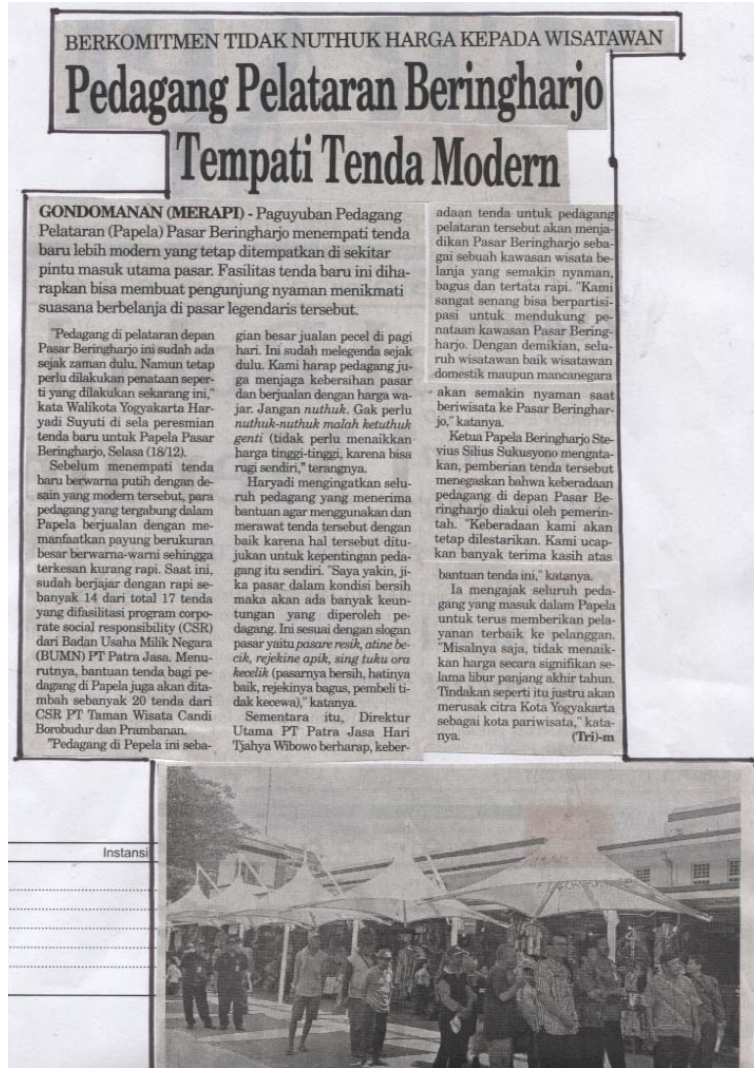 BERKOMITMEN TIDAK NUTHUK HARGA KEPADA WISATAWAN
Pedagang Pelataran Beringharjo
Tempati Tenda Modern
GONDOMANAN (MERAPI) - Paguyuban Pedagang
Pelataran (Papela) Pasar Beringharjo menempati tenda
baru lebih modern yang tetap ditempatkan di sekitar
pintu masuk utama pasar. Fasilitas tenda baru ini diha-
rapkan bisa membuat pengunjung nyaman menikmati
suasana berbelanja di pasar legendaris tersebut.
"Pedagang di pelataran depan
Pasar Beringharjo ini sudah ada
sejak zaman dulu. Namun tetap
perlu dilakukan penataan seper-
ti yang dilakukan sekarang ini,"
kata Walikota Yogyakarta Har-
yadi Suyuti di sela peresmian
tenda baru untuk Papela Pasar
Beringharjo, Selasa (18/12).
Sebelum menempati tenda
baru berwarna putih dengan de-
sain yang modern tersebut, para
pedagang yang tergabung dalam
Papela berjualan dengan me-
manfaatkan payung berukuran
besar berwarna-warni sehingga
terkesan kurang rapi. Saat ini,
sudah berjajar dengan rapi se-
banyak 14 dari total 17 tenda
yang difasilitasi program corpo-
rate social responsibility (CSR)
dari Badan Usaha Milik Negara
(BUMN) PT Patra Jasa. Menu-
rutnya, bantuan tenda bagi pe-
dagang di Papela juga akan dita-
mbah sebanyak 20 tenda dari
CSR PT Taman Wisata Candi
Borobudur dan Prambanan.
"Pedagang di Pepela ini seba-
gian besar jualan pecel di pagi
hari. Ini sudah melegenda sejak
dulu. Kami harap pedagang ju-
ga menjaga kebersihan pasar
dan berjualan dengan harga wa-
jar. Jangan nuthuk. Gak perlu
nuthuk-nuthuk malah ketuthuk
genti (tidak perlu menaikkan
harga tinggi-tinggi, karena bisa
rugi sendiri," terangnya.
Haryadi mengingatkan selu-
ruh pedagang yang menerima
bantuan agar menggunakan dan
merawat tenda tersebut dengan
baik karena hal tersebut ditu-
jukan untuk kepentingan peda-
gang itu sendiri. "Saya yakin, ji-
ka pasar dalam kondisi bersih
maka akan ada banyak keun-
tungan yang diperoleh pe-
dagang. Ini sesuai dengan slogan
pasar yaitu pasare resik, atine be-
cik, rejekine apik, sing tuku ora
kecelik (pasarnya bersih, hatinya
baik, rejekinya bagus, pembeli ti-
dak kecewa)," katanya.
Sementara itu, Direktur
Utama PT Patra Jasa Hari
Tjahya Wibowo berharap, keber-
adaan tenda untuk pedagang
pelataran tersebut akan menja-
dikan Pasar Beringharjo seba-
gai sebuah kawasan wisata be-
lanja yang semakin nyaman,
bagus dan tertata rapi. "Kami
sangat senang bisa berpartisi-
pasi untuk mendukung pe-
nataan kawasan Pasar Bering-
harjo. Dengan demikian, selu-
ruh wisatawan baik wisatawan
domestik maupun mancanegara
akan semakin nyaman saat
beriwisata ke Pasar Beringhar-
jo," katanya.
Ketua Papela Beringharjo Ste-
vius Silius Sukusyono mengata-
kan, pemberian tenda tersebut
menegaskan bahwa keberadaan
pedagang di depan Pasar Be-
ringharjo diakui oleh pemerin-
tah. "Keberadaan kami akan
tetap dilestarikan. Kami ucap-
kan banyak terima kasih atas
bantuan tenda ini," katanya.
Ia mengajak seluruh peda-
gang yang masuk dalam Papela
untuk terus memberikan pela-
yanan terbaik ke pelanggan.
"Misalnya saja, tidak menaik-
kan harga secara signifikan se-
lama libur panjang akhir tahun.
Tindakan seperti itu justru akan
merusak citra Kota Yogyakarta
sebagai kota pariwisata," kata-
nya. (Tri)-m
Instansi